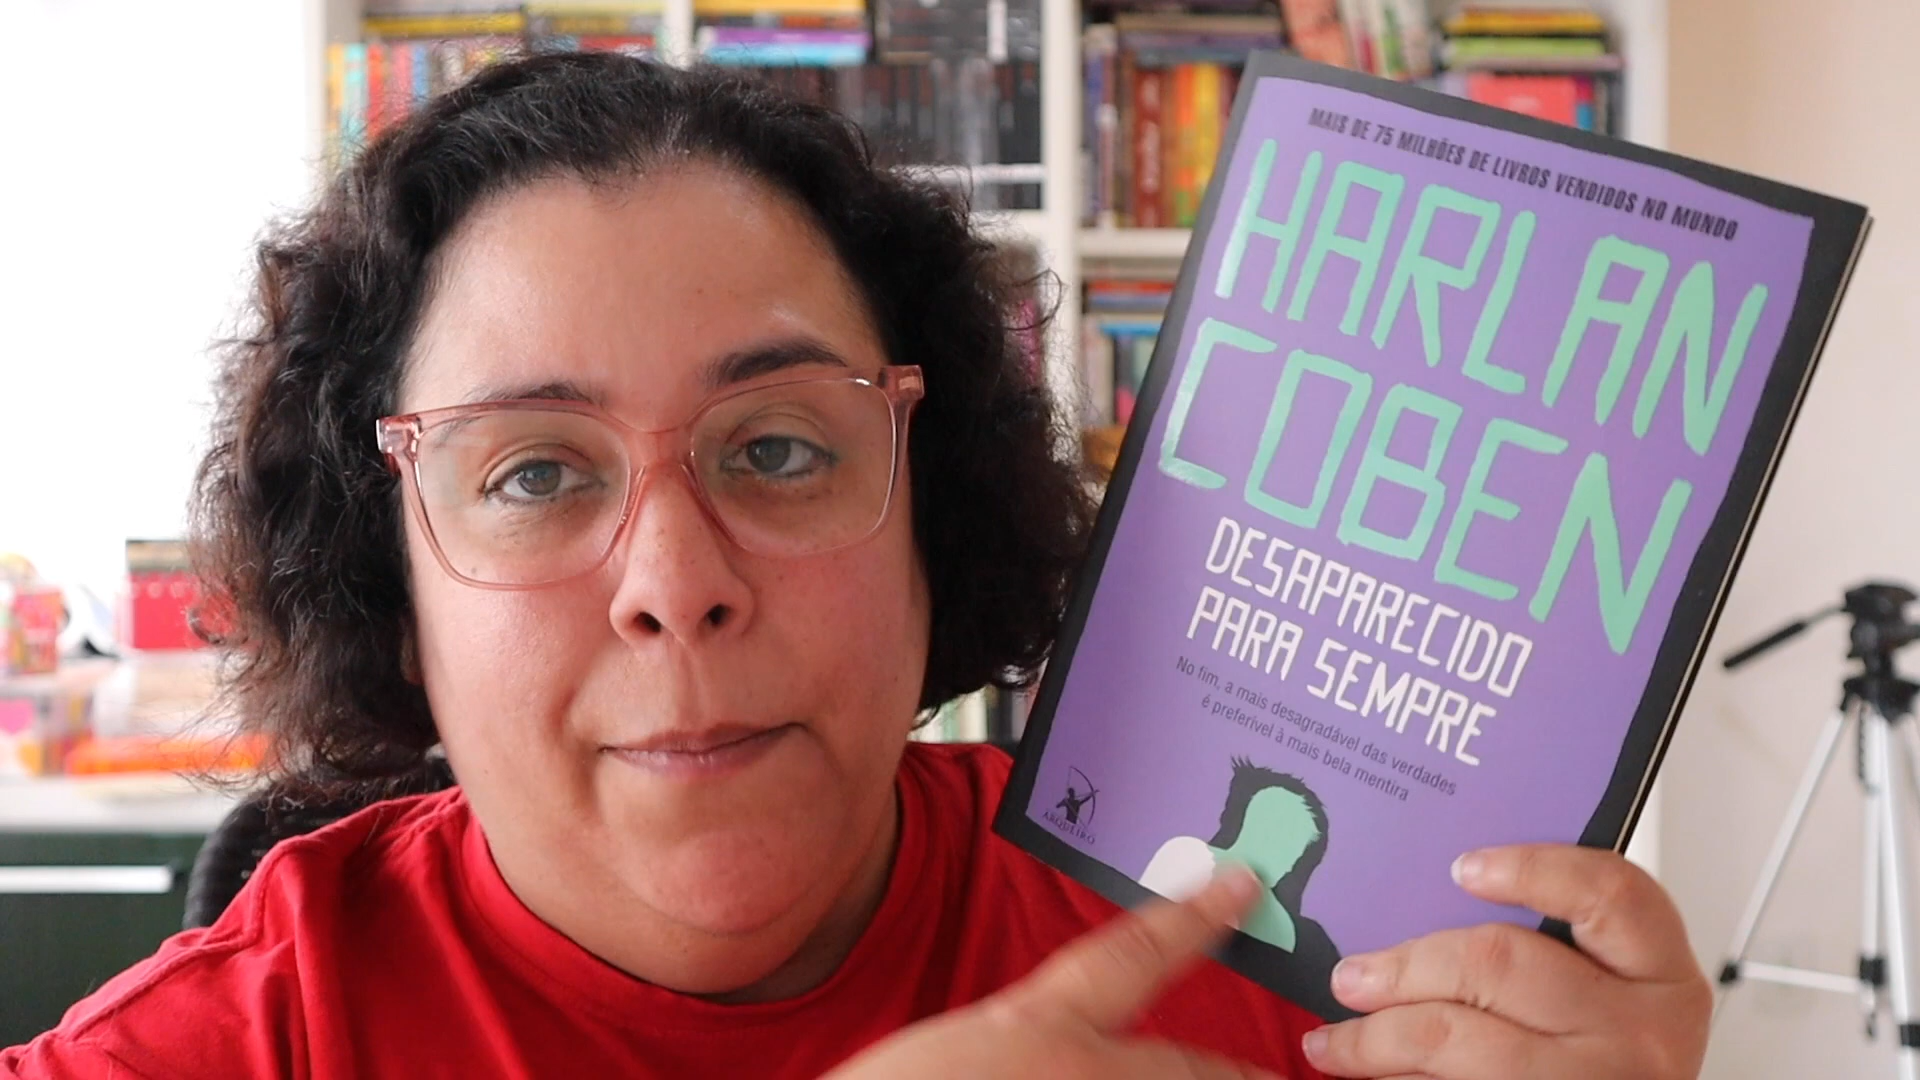 MAIS DE 75 MILHÕES DE LIVROS VENDIDOS NO MUNDO
HARLAN
COBEN
DESAPARECIDO
PARA SEMPRE
No fim, a mais desagradável das verdades
é preferível à mais bela mentira
ARQUEIRO